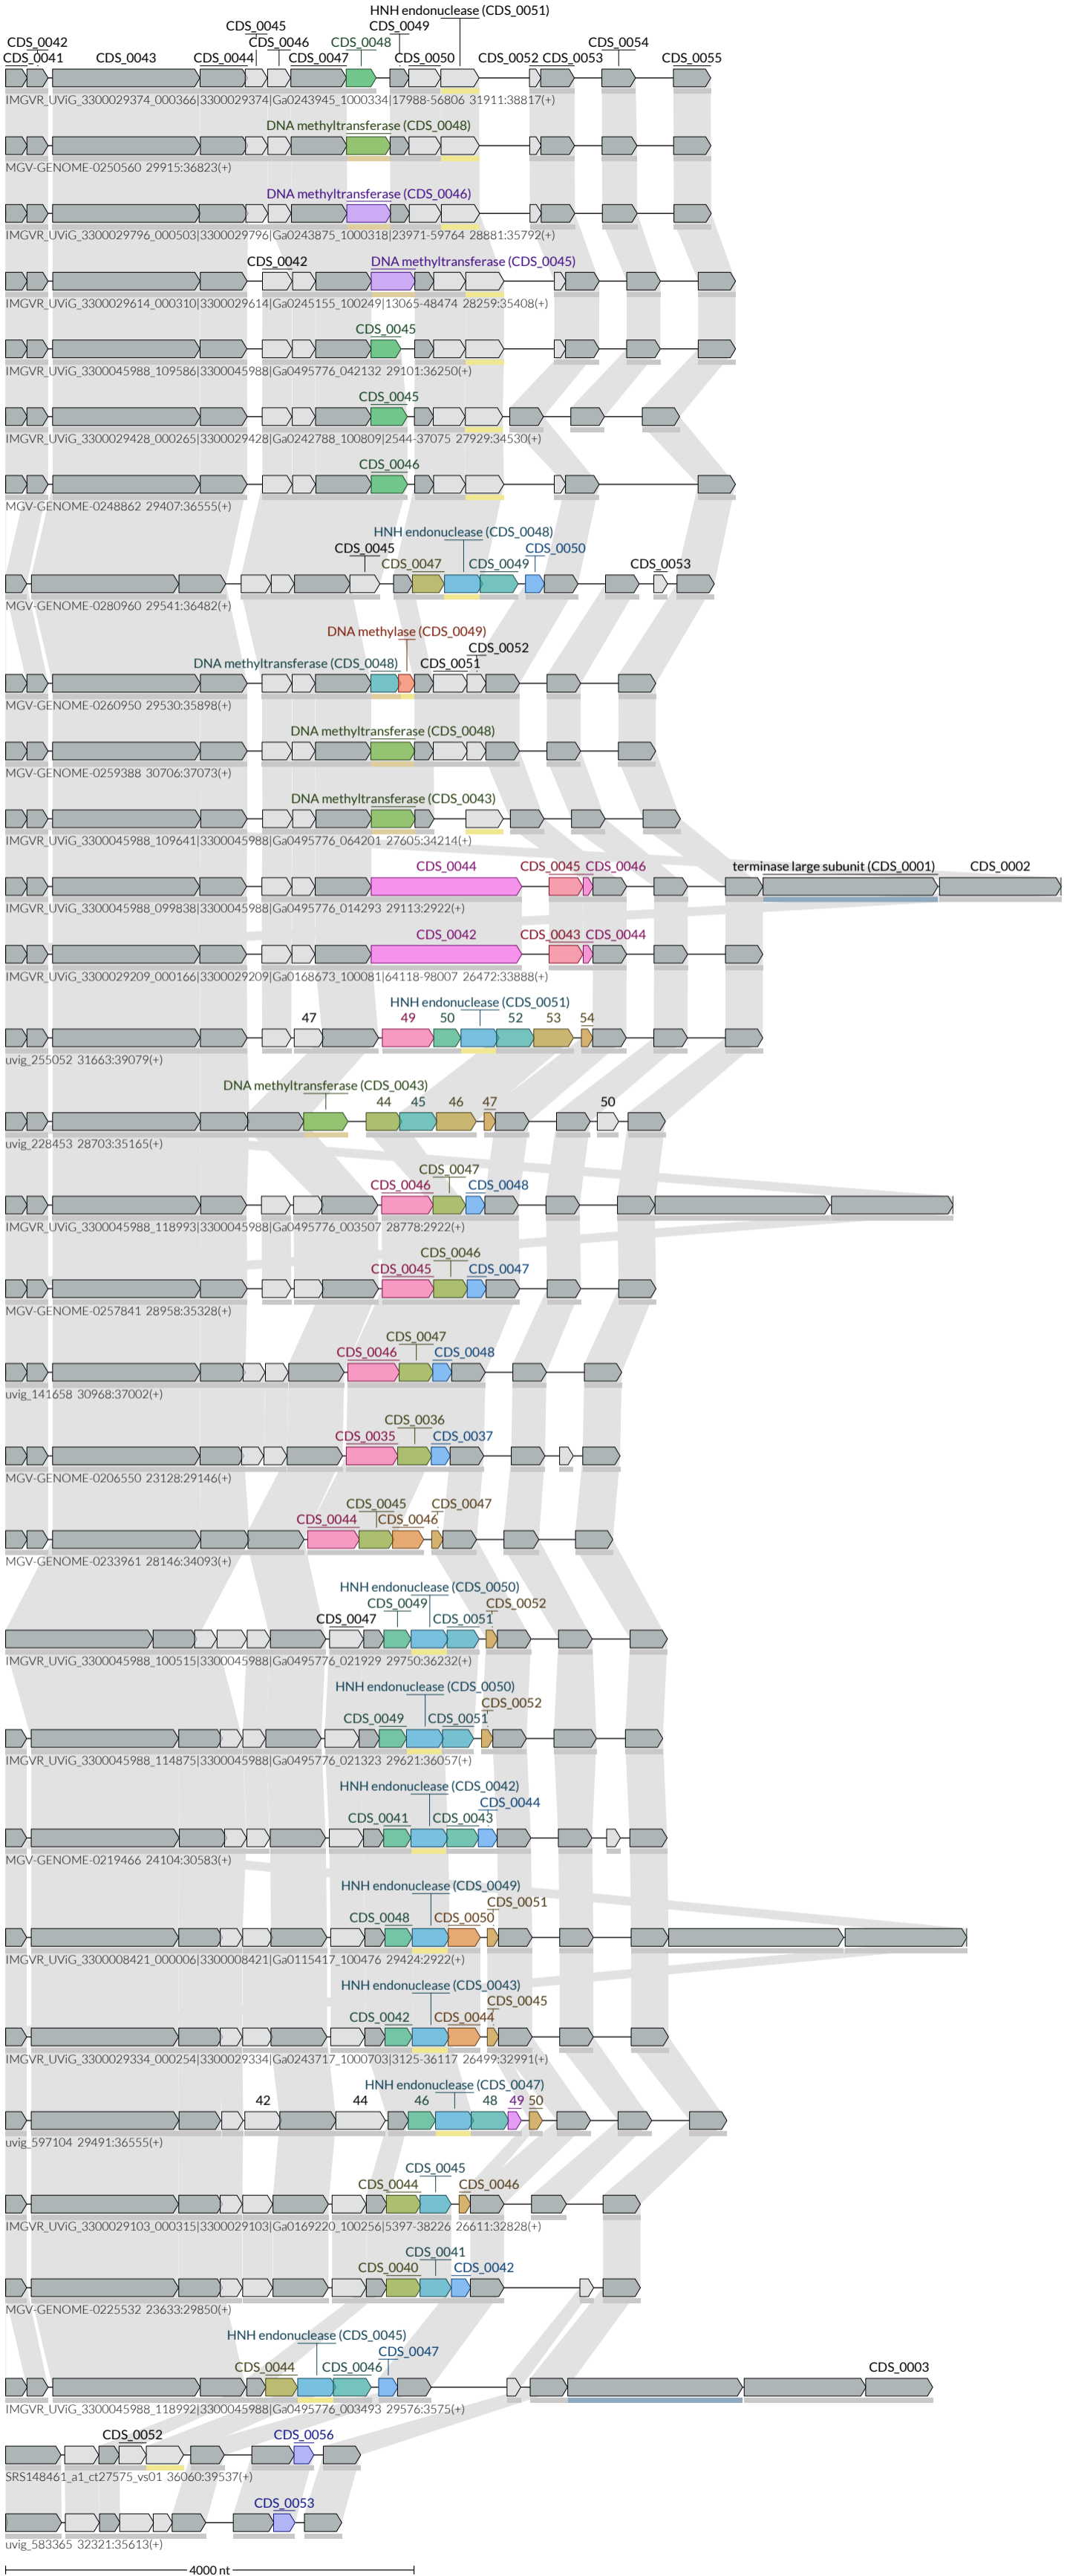 HNH endonuclease (CDS_0051)
CDS_0045 CDS_0049
CDS_0042 CDS_0046 CDS_0048 CDS_0054
CDS_0041 CDS_0043 CDS_0044 CDS_0047 CDS_0050 CDS_0052 CDS_0053 CDS_0055
IMGVR_UViG_3300029374_000366|3300029374|Ga0243945_1000334|17988-56806 31911:38817(+)
DNA methyltransferase (CDS_0048)
MGV-GENOME-0250560 29915:36823(+)
DNA methyltransferase (CDS_0046)
IMGVR_UViG_3300029796_000503|3300029796|Ga0243875_1000318|23971-59764 28881:35792(+)
CDS_0042 DNA methyltransferase (CDS_0045)
IMGVR_UViG_3300029614_000310|3300029614|Ga0245155_100249|13065-48474 28259:35408(+)
CDS_0045
IMGVR_UViG_3300045988_109586|3300045988|Ga0495776_042132 29101:36250(+)
CDS_0045
IMGVR_UViG_3300029428_000265|3300029428|Ga0242788_100809|2544-37075 27929:34530(+)
CDS_0046
MGV-GENOME-0248862 29407:36555(+)
HNH endonuclease (CDS_0048)
CDS_0045 CDS_0050
CDS_0047 CDS_0049 CDS_0053
MGV-GENOME-0280960 29541:36482(+)
DNA methylase (CDS_0049)
CDS_0052
DNA methyltransferase (CDS_0048) CDS_0051
MGV-GENOME-0260950 29530:35898(+)
DNA methyltransferase (CDS_0048)
MGV-GENOME-0259388 30706:37073(+)
DNA methyltransferase (CDS_0043)
IMGVR_UViG_3300045988_109641|3300045988|Ga0495776_064201 27605:34214(+)
CDS_0044 CDS_0045 CDS_0046 terminase large subunit (CDS_0001) CDS_0002
IMGVR_UViG_3300045988_099838|3300045988|Ga0495776_014293 29113:2922(+)
CDS_0042 CDS_0043 CDS_0044
IMGVR_UViG_3300029209_000166|3300029209|Ga0168673_100081|64118-98007 26472:33888(+)
HNH endonuclease (CDS_0051)
47 49 50 52 53 54
uvig_255052 31663:39079(+)
DNA methyltransferase (CDS_0043)
44 45 46 47 50
uvig_228453 28703:35165(+)
CDS_0047
CDS_0046 CDS_0048
IMGVR_UViG_3300045988_118993|3300045988|Ga0495776_003507 28778:2922(+)
CDS_0046
CDS_0045 CDS_0047
MGV-GENOME-0257841 28958:35328(+)
CDS_0047
CDS_0046 CDS_0048
uvig_141658 30968:37002(+)
CDS_0036
CDS_0035 CDS_0037
MGV-GENOME-0206550 23128:29146(+)
CDS_0045 CDS_0047
CDS_0044 CDS_0046
MGV-GENOME-0233961 28146:34093(+)
HNH endonuclease (CDS_0050)
CDS_0049 CDS_0052
CDS_0047 CDS_0051
IMGVR_UViG_3300045988_100515|3300045988|Ga0495776_021929 29750:36232(+)
HNH endonuclease (CDS_0050)
CDS_0052
CDS_0049 CDS_0051
IMGVR_UViG_3300045988_114875|3300045988|Ga0495776_021323 29621:36057(+)
HNH endonuclease (CDS_0042)
CDS_0044
CDS_0041 CDS_0043
MGV-GENOME-0219466 24104:30583(+)
HNH endonuclease (CDS_0049)
CDS_0051
CDS_0048 CDS_0050
IMGVR_UViG_3300008421_000006|3300008421|Ga0115417_100476 29424:2922(+)
HNH endonuclease (CDS_0043)
CDS_0045
CDS_0042 CDS_0044
IMGVR_UViG_3300029334_000254|3300029334|Ga0243717_1000703|3125-36117 26499:32991(+)
HNH endonuclease (CDS_0047)
42 44 46 48 49 50
uvig_597104 29491:36555(+)
CDS_0045
CDS_0044 CDS_0046
IMGVR_UViG_3300029103_000315|3300029103|Ga0169220_100256|5397-38226 26611:32828(+)
CDS_0041
CDS_0040 CDS_0042
MGV-GENOME-0225532 23633:29850(+)
HNH endonuclease (CDS_0045)
CDS_0047
CDS_0044 CDS_0046 CDS_0003
IMGVR_UViG_3300045988_118992|3300045988|Ga0495776_003493 29576:3575(+)
CDS_0052 CDS_0056
SRS148461_a1_ct27575_vs01 36060:39537(+)
CDS_0053
uvig_583365 32321:35613(+)
4000 nt